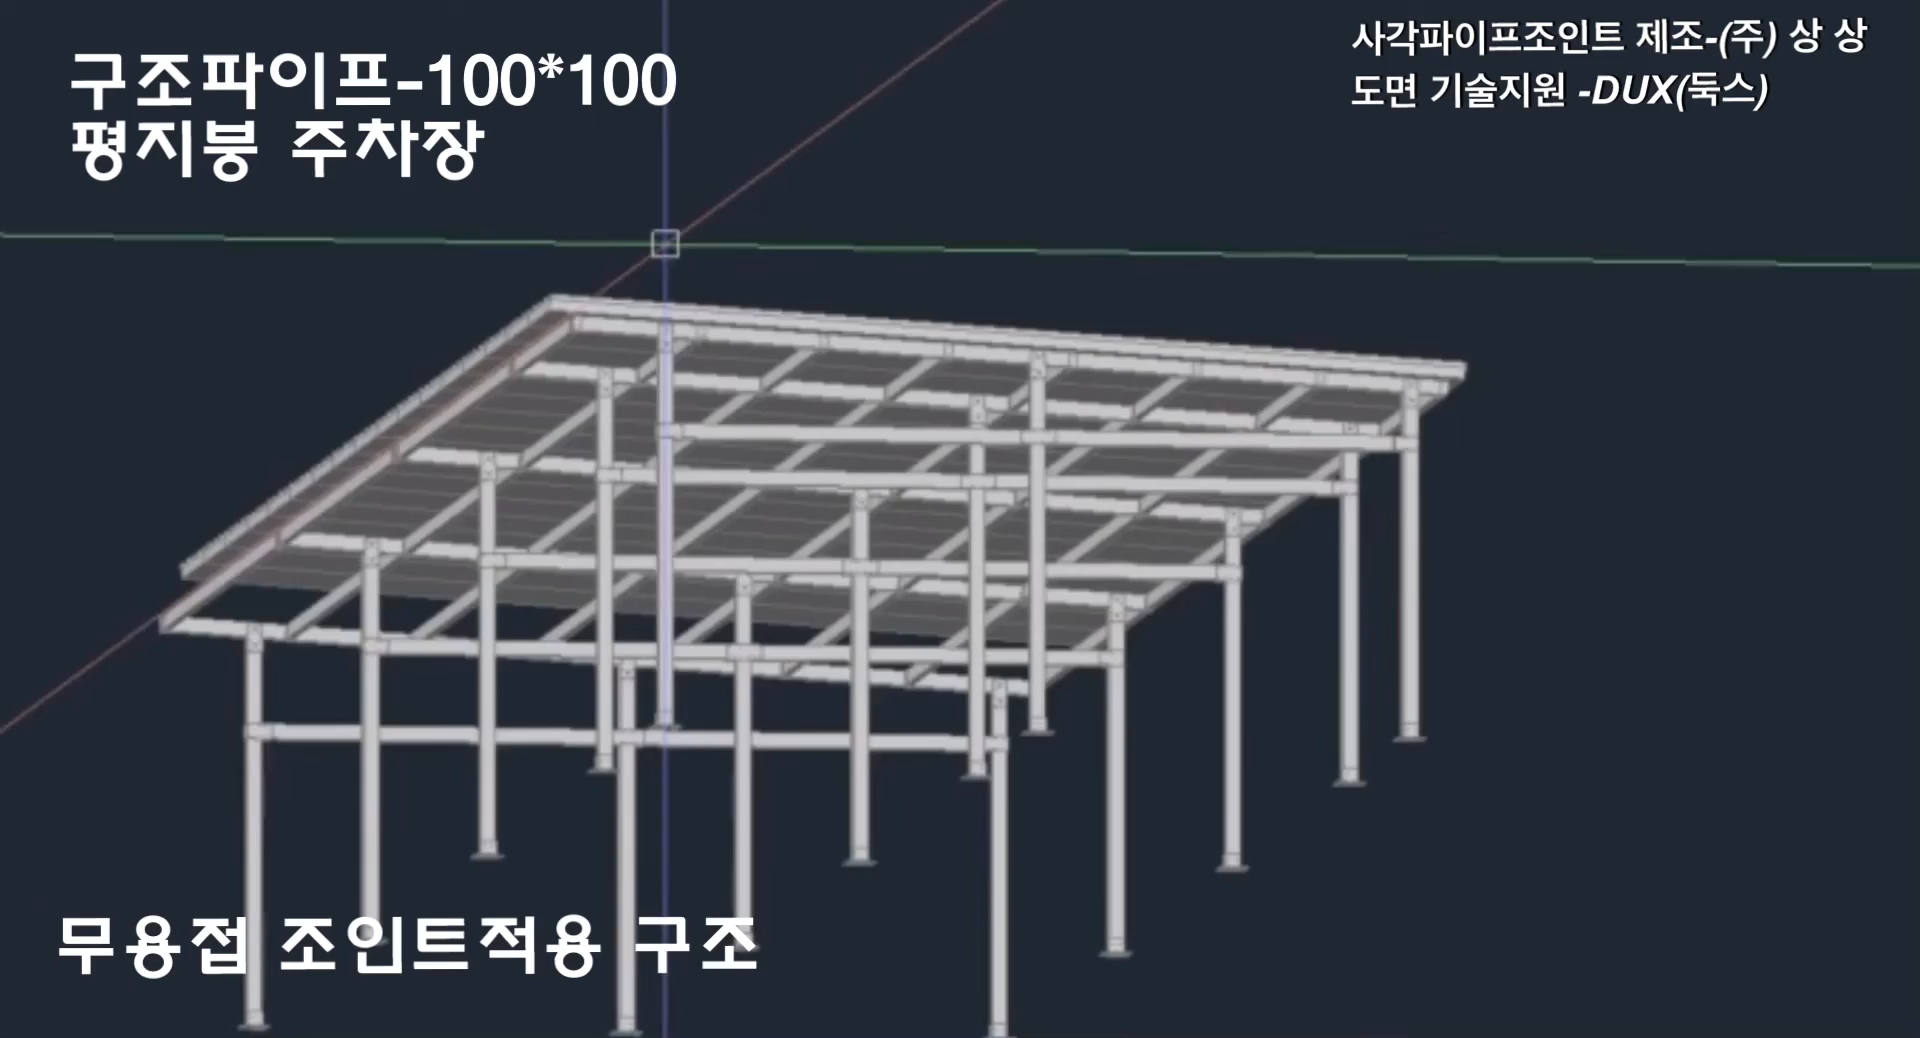 구조파이프-100*100
평지붕 주차장
사각파이프조인트 제조-(주) 상 상
도면 기술지원 -DUX(둑스)
무용접 조인트적용 구조